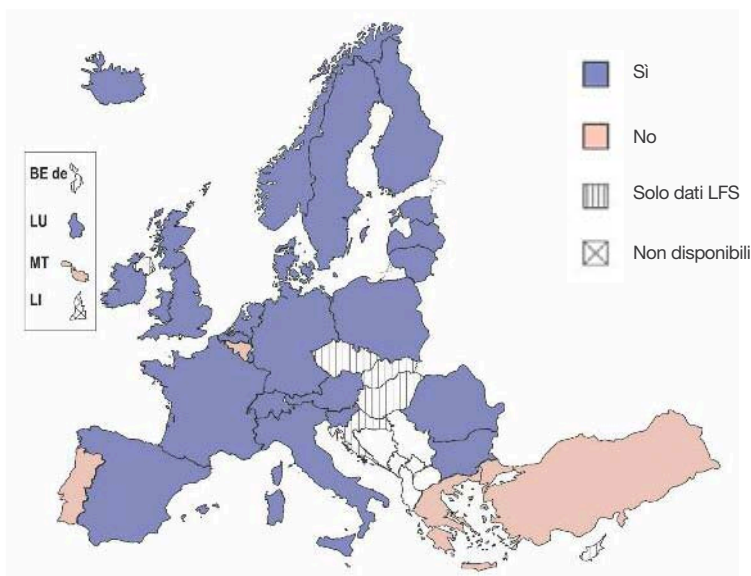 Sì
No
Solo dati LFS
Non disponibili
BE de
LU
MT
LI